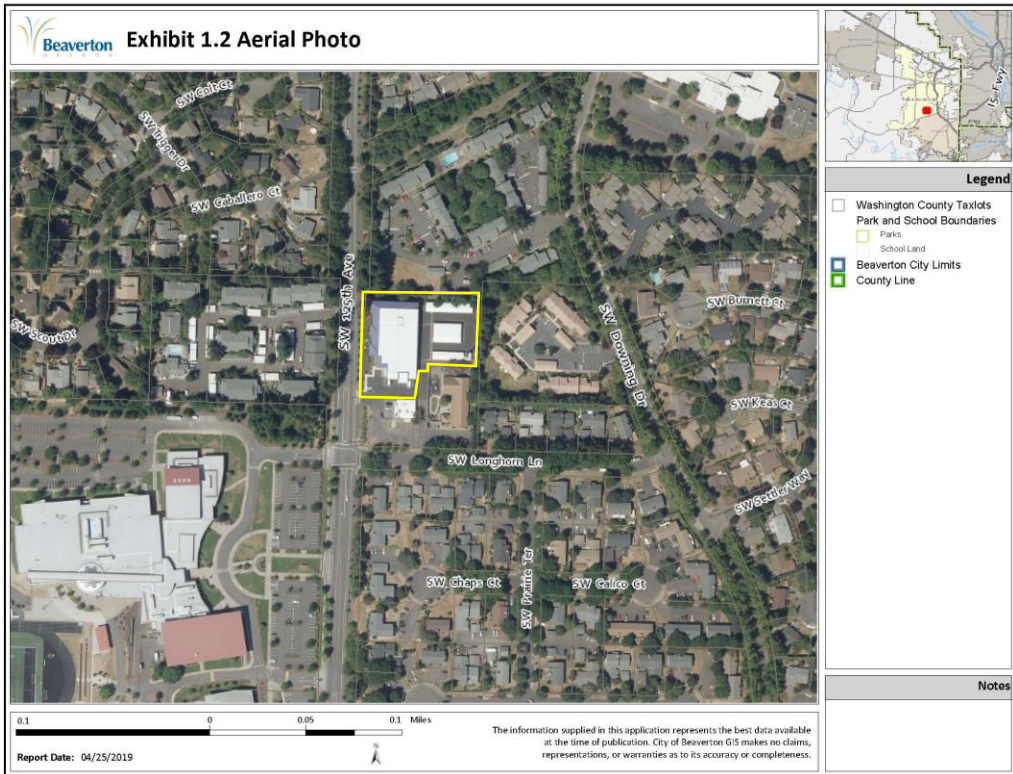 Beaverton
OREGON
Exhibit 1.2 Aerial Photo
SW Colt Ct
SW Trigger Dr
SW Caballero Ct
SW 125th Ave
SW Scout Dr
SW Burnett Ct
SW Downing Dr
SW Keas Ct
SW Longhorn Ln
SW Settler Way
SW Chaps Ct
SW Prairie Ter
SW Calico Ct
I5 Fwy
Legend
Washington County Taxlots
Park and School Boundaries
Parks
School Land
Beaverton City Limits
County Line
Notes
0.1 0 0.05 0.1 Miles
Report Date: 04/25/2019
N
The information supplied in this application represents the best data available
at the time of publication. City of Beaverton GIS makes no claims,
representations, or warranties as to its accuracy or completeness.